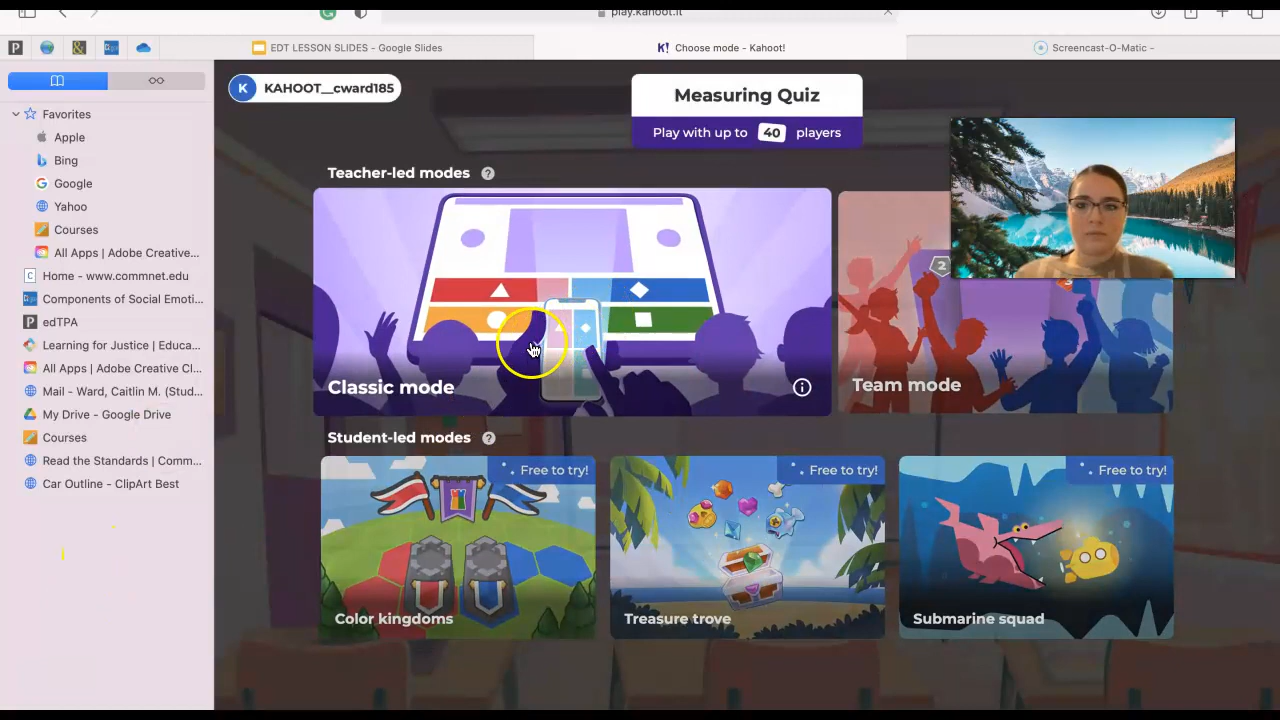 play.kahoot.it
P
EDT LESSON SLIDES - Google Slides
K! Choose mode - Kahoot!
Screencast-O-Matic -
Favorites
Apple
Bing
Google
Yahoo
Courses
All Apps | Adobe Creative...
Home - www.commnet.edu
Components of Social Emoti...
edTPA
Learning for Justice | Educa...
All Apps | Adobe Creative Cl...
Mail - Ward, Caitlin M. (Stud...
My Drive - Google Drive
Courses
Read the Standards | Comm...
Car Outline - ClipArt Best
K KAHOOT__cward185
Measuring Quiz
Play with up to 40 players
Teacher-led modes ?
Classic mode
2
Team mode
Student-led modes ?
Free to try!
Color kingdoms
Free to try!
Treasure trove
Free to try!
Submarine squad